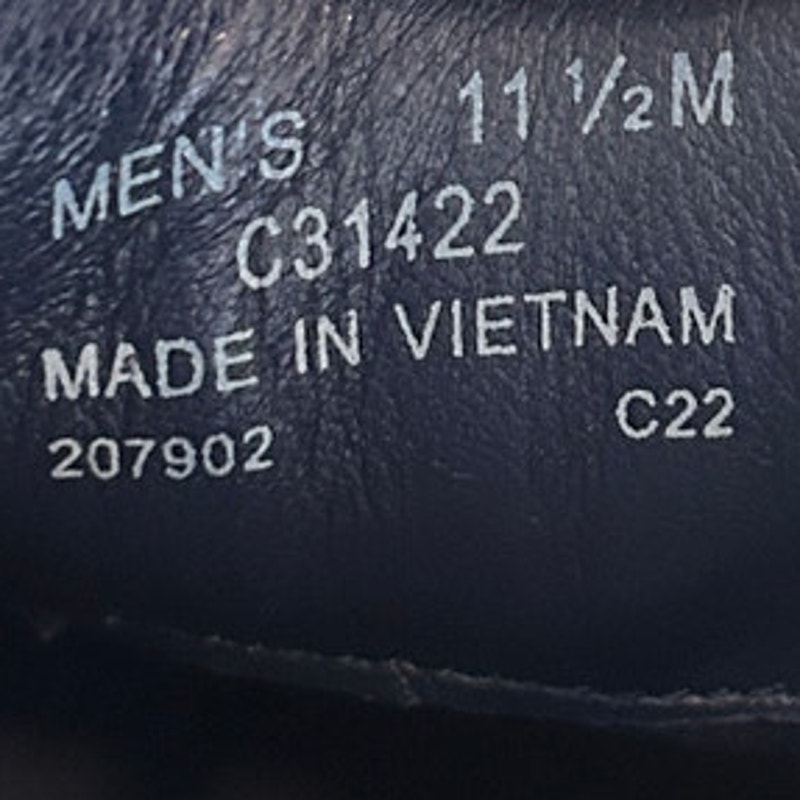 MEN'S 11 ½ M
C31422
MADE IN VIETNAM
207902 C22